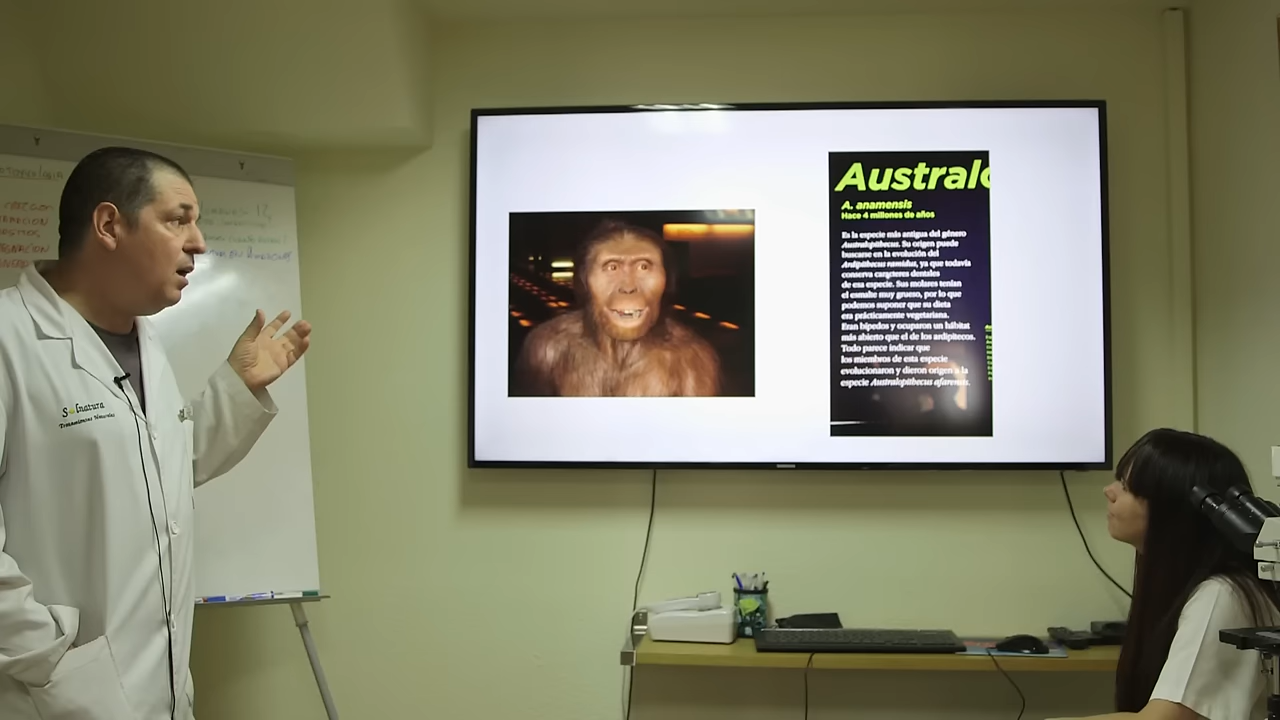 S Inatura
Tratamientos Naturales
Australo
A. anamensis
Hace 4 millones de años
Es la especie más antigua del género
Australopithecus. Su origen puede
buscarse en la evolución del
Ardipithecus ramidus, ya que todavía
conserva caracteres dentales
de esa especie. Sus molares tenían
el esmalte muy grueso, por lo que
podemos suponer que su dieta
era prácticamente vegetariana.
Eran bípedos y ocuparon un hábitat
más abierto que el de los ardipitecos.
Todo parece indicar que
los miembros de esta especie
evolucionaron y dieron origen a la
especie Australopithecus afarensis.